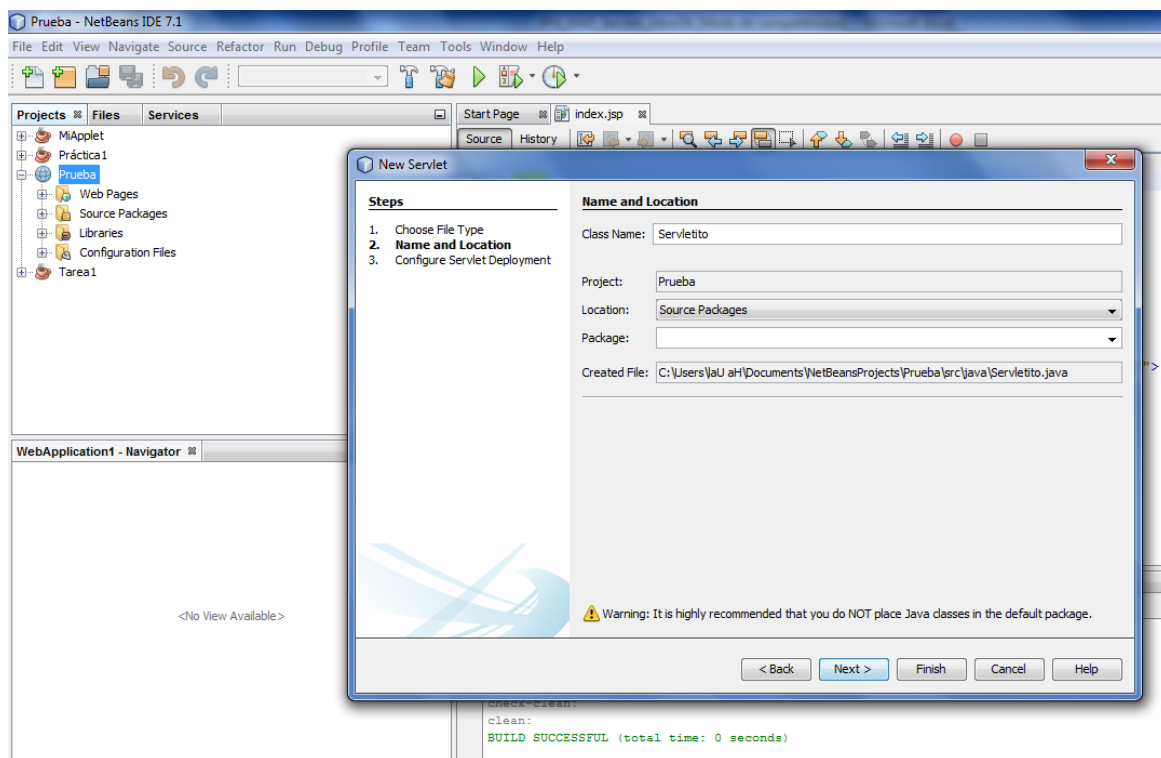 Prueba - NetBeans IDE 7.1
File Edit View Navigate Source Refactor Run Debug Profile Team Tools Window Help
Projects Files Services
MiApplet
Práctica1
Prueba
Web Pages
Source Packages
Libraries
Configuration Files
Tarea1
WebApplication1 - Navigator
<No View Available>
Start Page index.jsp
Source History
New Servlet
Steps
1. Choose File Type
2. Name and Location
3. Configure Servlet Deployment
Name and Location
Class Name: Servletito
Project: Prueba
Location: Source Packages
Package:
Created File: C:\Users\laU aH\Documents\NetBeansProjects\Prueba\src\java\Servletito.java
Warning: It is highly recommended that you do NOT place Java classes in the default package.
< Back Next > Finish Cancel Help
">
check-clean:
clean:
BUILD SUCCESSFUL (total time: 0 seconds)